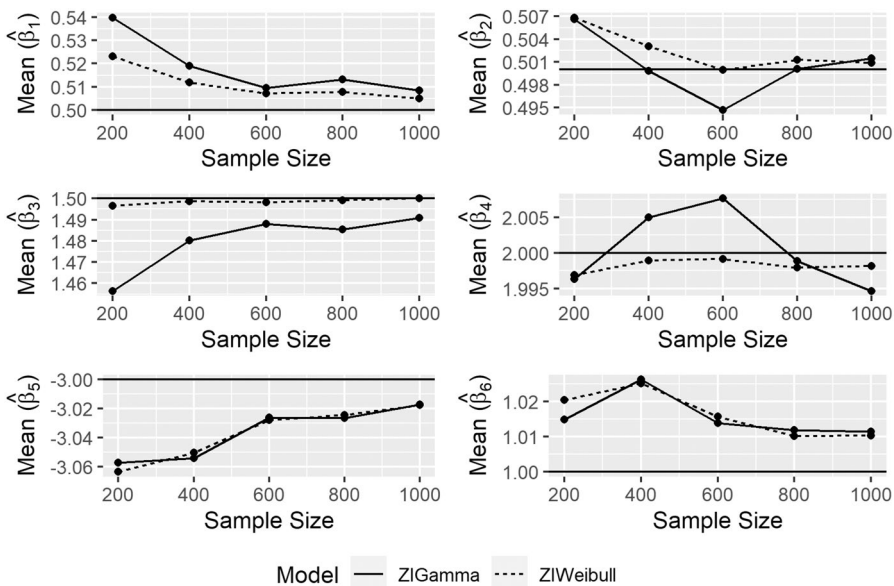 Mean (β̂₁)
0.54
0.53
0.52
0.51
0.50
200 400 600 800 1000
Sample Size
Mean (β̂₂)
0.507
0.504
0.501
0.498
0.495
200 400 600 800 1000
Sample Size
Mean (β̂₃)
1.50
1.49
1.48
1.47
1.46
200 400 600 800 1000
Sample Size
Mean (β̂₄)
2.005
2.000
1.995
200 400 600 800 1000
Sample Size
Mean (β̂₅)
-3.00
-3.02
-3.04
-3.06
200 400 600 800 1000
Sample Size
Mean (β̂₆)
1.02
1.01
1.00
200 400 600 800 1000
Sample Size
Model ZIGamma ZIWeibull